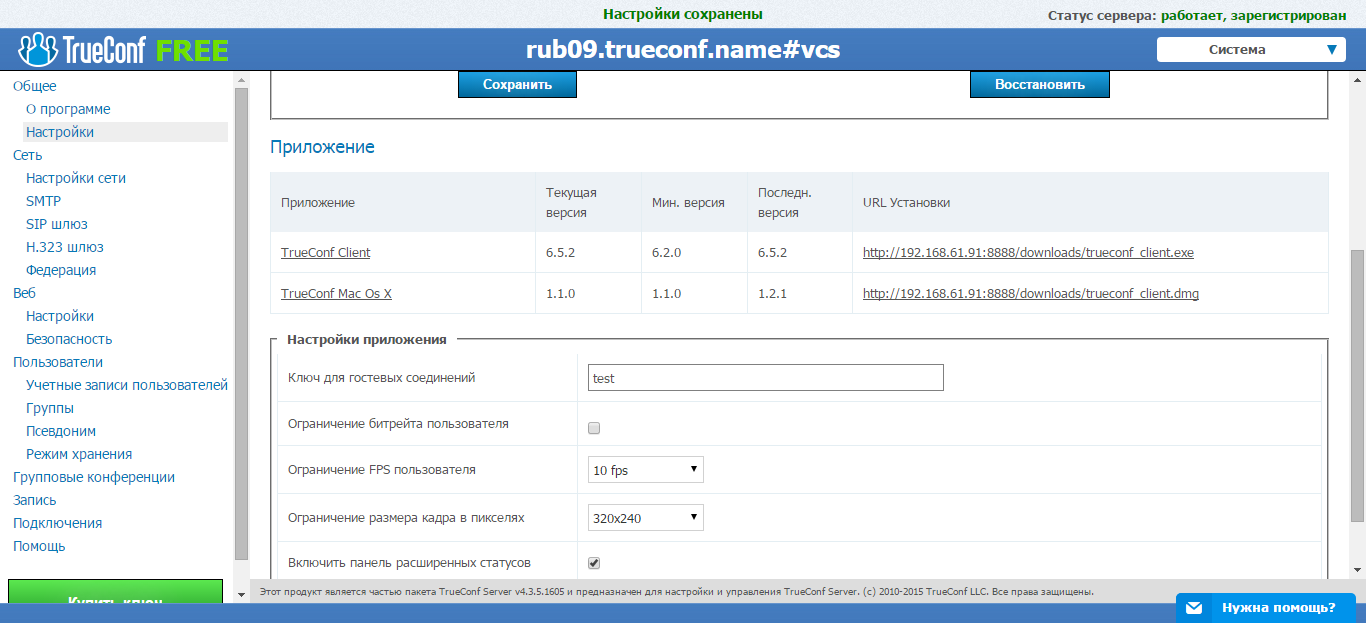 Настройки сохранены
Статус сервера: работает, зарегистрирован
TrueConf FREE
rub09.trueconf.name#vcs
Система
Общее
О программе
Настройки
Сеть
Настройки сети
SMTP
SIP шлюз
H.323 шлюз
Федерация
Веб
Настройки
Безопасность
Пользователи
Учетные записи пользователей
Группы
Псевдоним
Режим хранения
Групповые конференции
Запись
Подключения
Помощь
Купить ключ
Сохранить
Восстановить
Приложение
Приложение
Текущая версия
Мин. версия
Последн. версия
URL Установки
TrueConf Client 6.5.2 6.2.0 6.5.2 http://192.168.61.91:8888/downloads/trueconf_client.exe
TrueConf Mac Os X 1.1.0 1.1.0 1.2.1 http://192.168.61.91:8888/downloads/trueconf_client.dmg
Настройки приложения
Ключ для гостевых соединений test
Ограничение битрейта пользователя
Ограничение FPS пользователя 10 fps
Ограничение размера кадра в пикселях 320x240
Включить панель расширенных статусов
Этот продукт является частью пакета TrueConf Server v4.3.5.1605 и предназначен для настройки и управления TrueConf Server. (c) 2010-2015 TrueConf LLC. Все права защищены.
Нужна помощь?